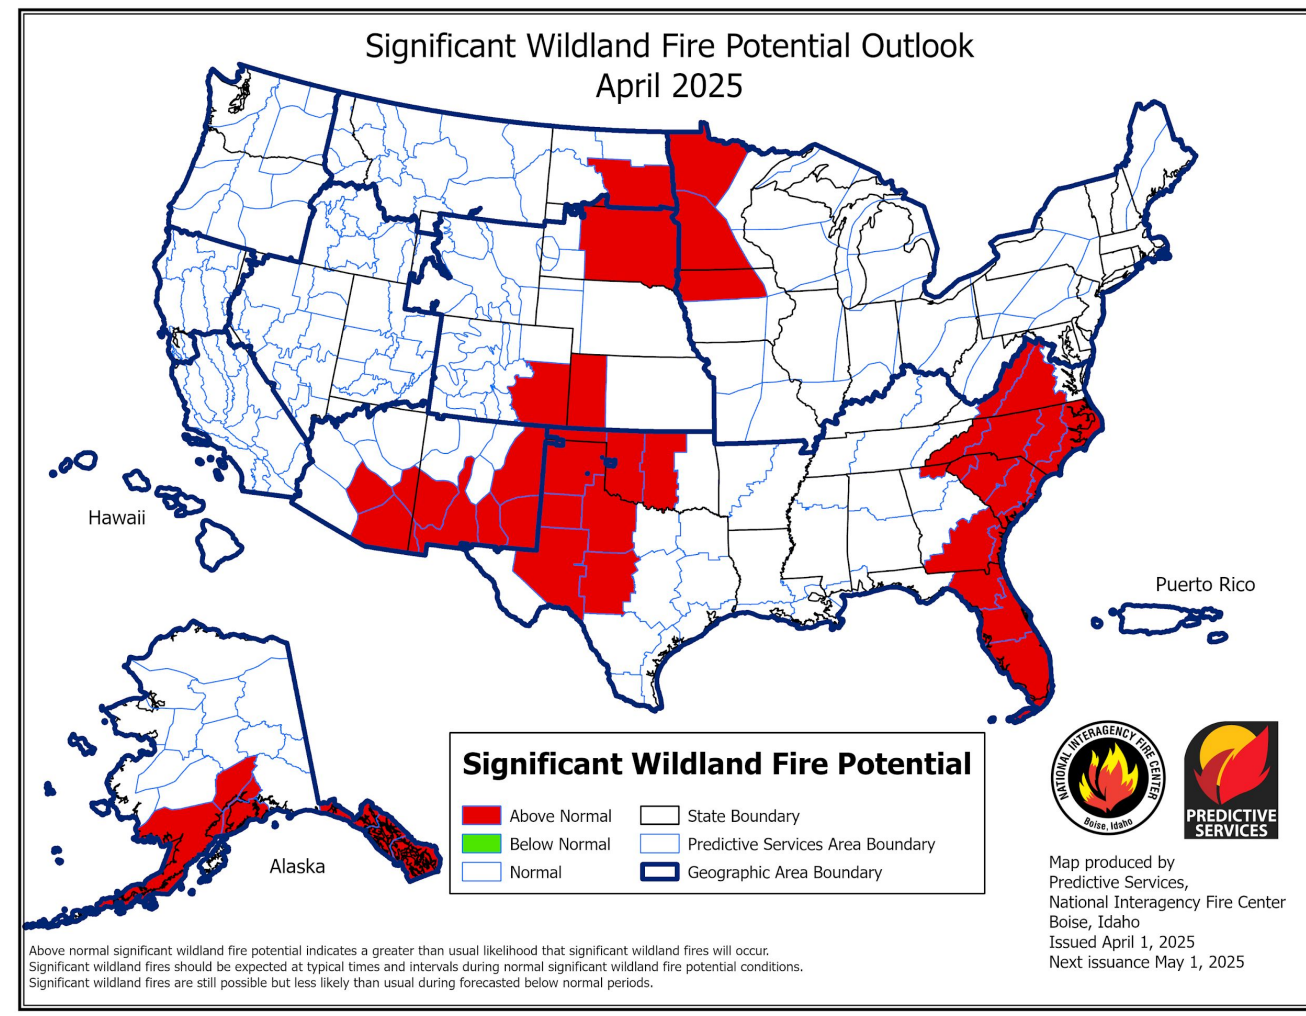 Significant Wildland Fire Potential Outlook
April 2025
Hawaii
Puerto Rico
Alaska
Significant Wildland Fire Potential
Above Normal
Below Normal
Normal
State Boundary
Predictive Services Area Boundary
Geographic Area Boundary
NATIONAL INTERAGENCY FIRE CENTER
Boise, Idaho
PREDICTIVE
SERVICES
Map produced by
Predictive Services,
National Interagency Fire Center
Boise, Idaho
Issued April 1, 2025
Next issuance May 1, 2025
Above normal significant wildland fire potential indicates a greater than usual likelihood that significant wildland fires will occur.
Significant wildland fires should be expected at typical times and intervals during normal significant wildland fire potential conditions.
Significant wildland fires are still possible but less likely than usual during forecasted below normal periods.